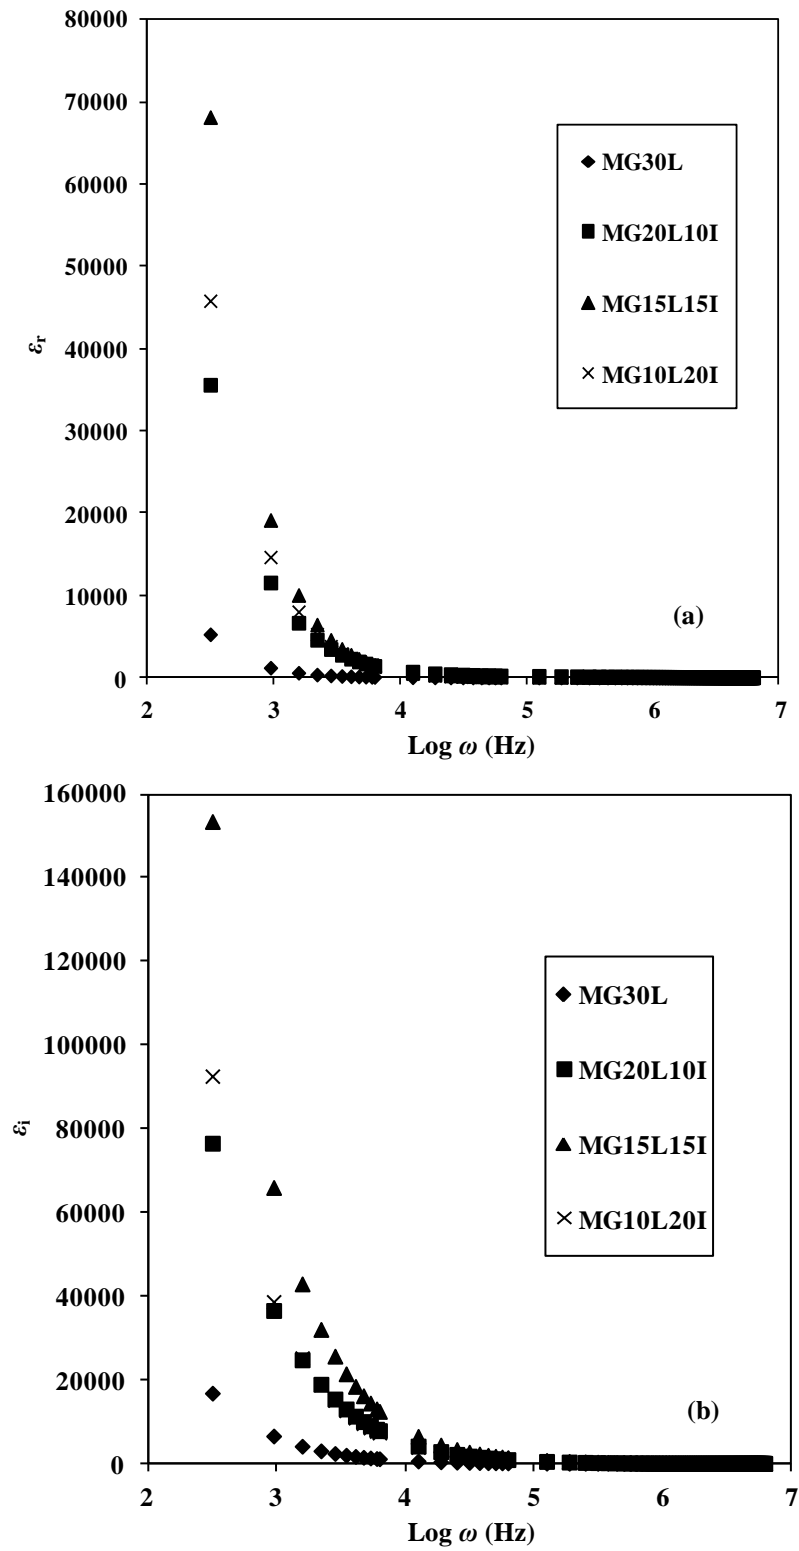 80000
70000
60000
50000
40000
30000
20000
10000
0
εr
MG30L
MG20L10I
MG15L15I
MG10L20I
(a)
2 3 4 5 6 7
Log ω (Hz)
160000
140000
120000
100000
80000
60000
40000
20000
0
εi
MG30L
MG20L10I
MG15L15I
MG10L20I
(b)
2 3 4 5 6 7
Log ω (Hz)